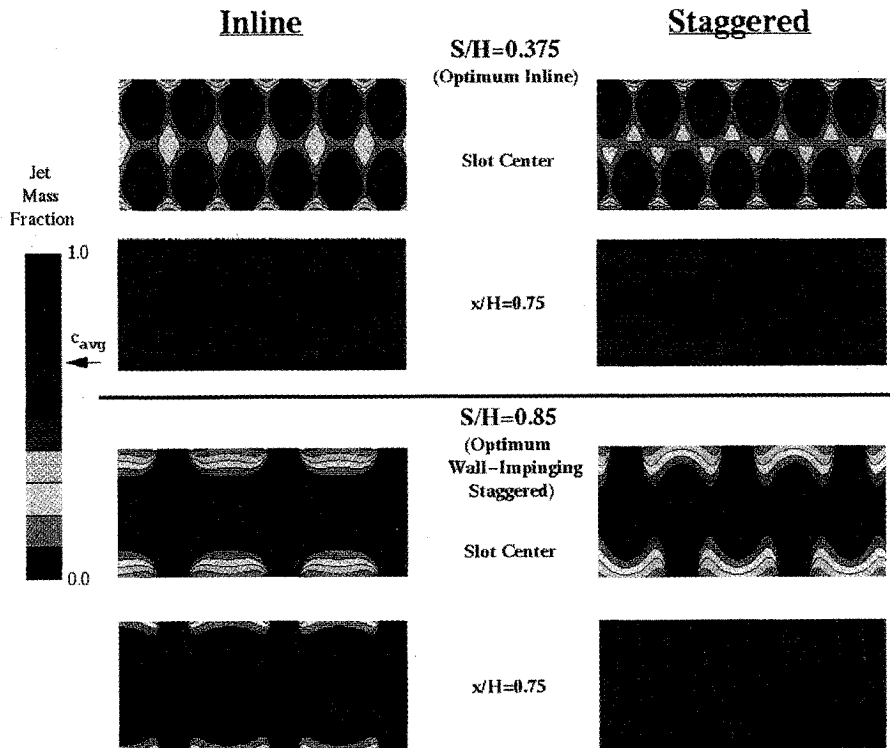 Inline
Staggered
S/H=0.375
(Optimum Inline)
Slot Center
Jet
Mass
Fraction
1.0
cavg
0.0
x/H=0.75
S/H=0.85
(Optimum
Wall-Impinging
Staggered)
Slot Center
x/H=0.75